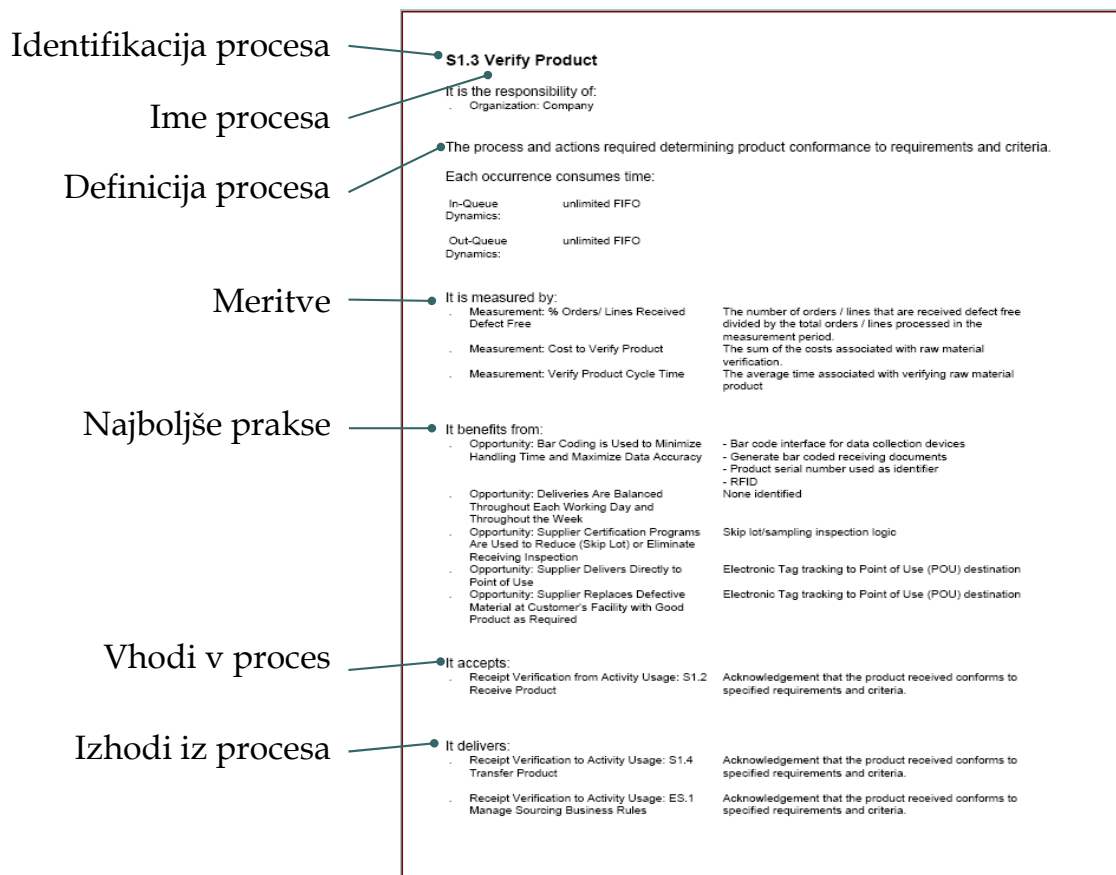 Identifikacija procesa
Ime procesa
Definicija procesa
Meritve
Najboljše prakse
Vhodi v proces
Izhodi iz procesa
S1.3 Verify Product
It is the responsibility of:
. Organization: Company
The process and actions required determining product conformance to requirements and criteria.
Each occurrence consumes time:
In-Queue unlimited FIFO
Dynamics:
Out-Queue unlimited FIFO
Dynamics:
It is measured by:
. Measurement: % Orders/ Lines Received The number of orders / lines that are received defect free
Defect Free divided by the total orders / lines processed in the
measurement period.
. Measurement: Cost to Verify Product The sum of the costs associated with raw material
verification.
. Measurement: Verify Product Cycle Time The average time associated with verifying raw material
product
It benefits from:
. Opportunity: Bar Coding is Used to Minimize - Bar code interface for data collection devices
Handling Time and Maximize Data Accuracy - Generate bar coded receiving documents
- Product serial number used as identifier
- RFID
. Opportunity: Deliveries Are Balanced None identified
Throughout Each Working Day and
Throughout the Week
. Opportunity: Supplier Certification Programs Skip lot/sampling inspection logic
Are Used to Reduce (Skip Lot) or Eliminate
Receiving Inspection
. Opportunity: Supplier Delivers Directly to Electronic Tag tracking to Point of Use (POU) destination
Point of Use
. Opportunity: Supplier Replaces Defective Electronic Tag tracking to Point of Use (POU) destination
Material at Customer's Facility with Good
Product as Required
It accepts:
. Receipt Verification from Activity Usage: S1.2 Acknowledgement that the product received conforms to
Receive Product specified requirements and criteria.
It delivers:
. Receipt Verification to Activity Usage: S1.4 Acknowledgement that the product received conforms to
Transfer Product specified requirements and criteria.
. Receipt Verification to Activity Usage: ES.1 Acknowledgement that the product received conforms to
Manage Sourcing Business Rules specified requirements and criteria.